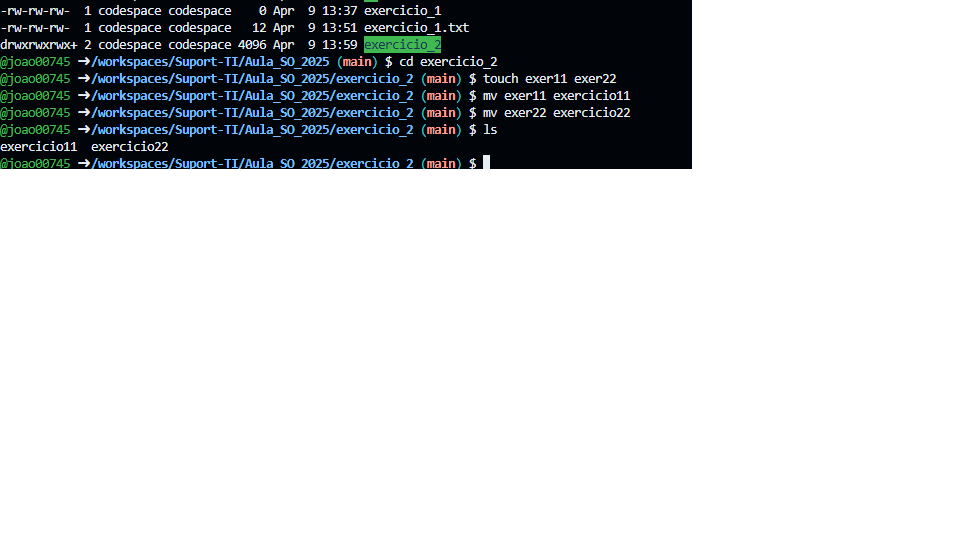 -rw-rw-rw-  1 codespace codespace    0 Apr  9 13:37 exercicio_1
-rw-rw-rw-  1 codespace codespace   12 Apr  9 13:51 exercicio_1.txt
drwxrwxrwx+ 2 codespace codespace 4096 Apr  9 13:59 exercicio_2
@joao00745 ➜/workspaces/Suport-TI/Aula_SO_2025 (main) $ cd exercicio_2
@joao00745 ➜/workspaces/Suport-TI/Aula_SO_2025/exercicio_2 (main) $ touch exer11 exer22
@joao00745 ➜/workspaces/Suport-TI/Aula_SO_2025/exercicio_2 (main) $ mv exer11 exercicio11
@joao00745 ➜/workspaces/Suport-TI/Aula_SO_2025/exercicio_2 (main) $ mv exer22 exercicio22
@joao00745 ➜/workspaces/Suport-TI/Aula_SO_2025/exercicio_2 (main) $ ls
exercicio11  exercicio22
@joao00745 ➜/workspaces/Suport-TI/Aula_SO_2025/exercicio_2 (main) $